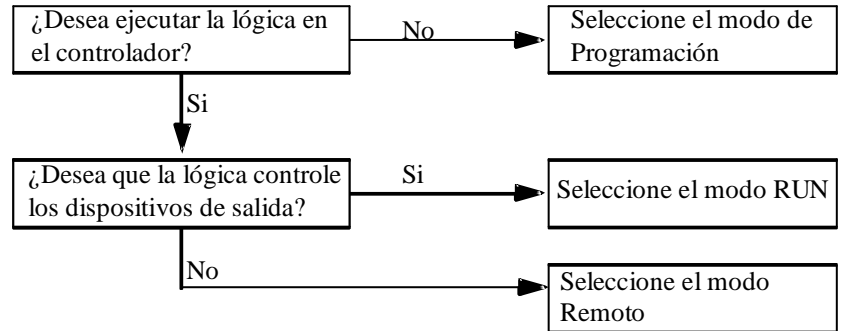 ¿Desea ejecutar la lógica en
el controlador?
No
Seleccione el modo de
Programación
Si
¿Desea que la lógica controle
los dispositivos de salida?
Si
Seleccione el modo RUN
No
Seleccione el modo
Remoto